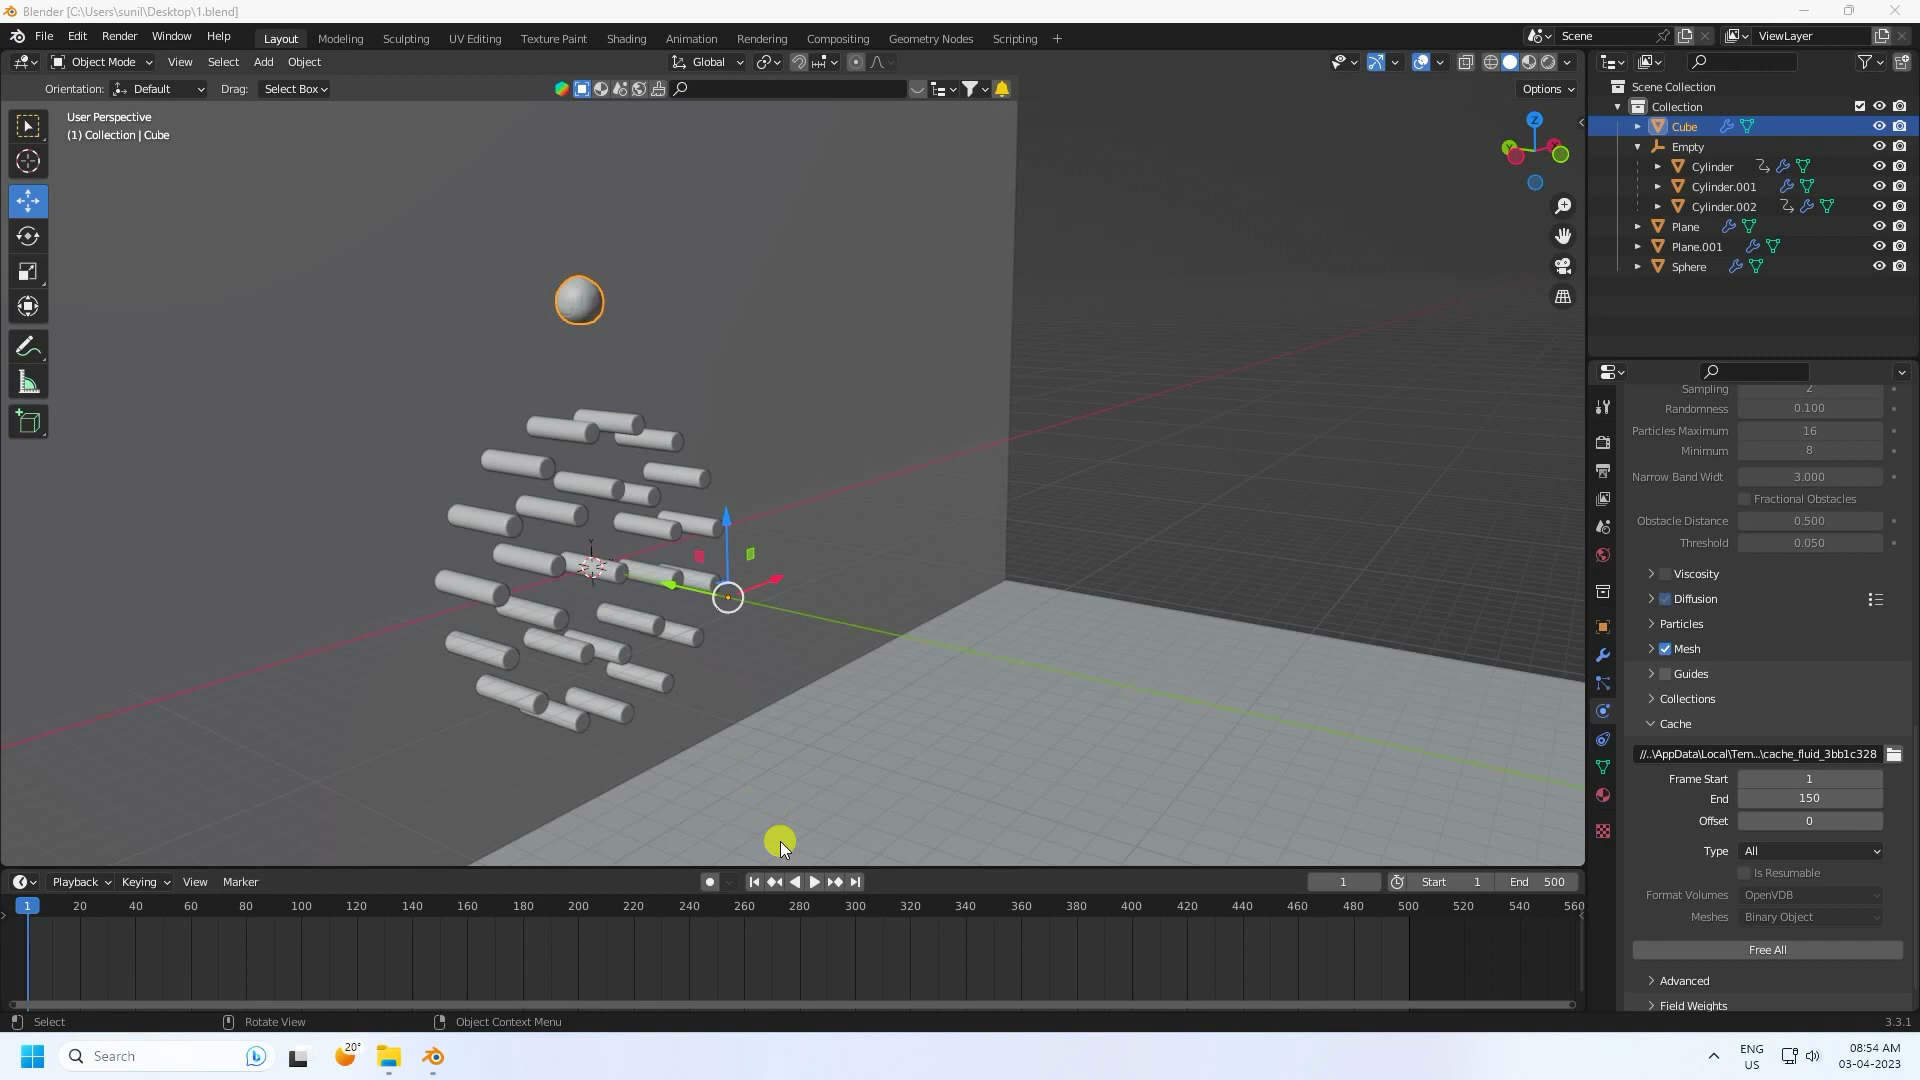 Blender [C:\Users\sunil\Desktop\1.blend]
File Edit Render Window Help Layout Modeling Sculpting UV Editing Texture Paint Shading Animation Rendering Compositing Geometry Nodes Scripting + Scene ViewLayer
Object Mode View Select Add Object Global
Orientation: Default Drag: Select Box Options
User Perspective
(1) Collection | Cube
Z
Y
Scene Collection
Collection
Cube
Empty
Cylinder
Cylinder.001
Cylinder.002
Plane
Plane.001
Sphere
Sampling 2
Randomness 0.100
Particles Maximum 16
Minimum 8
Narrow Band Widt 3.000
Fractional Obstacles
Obstacle Distance 0.500
Threshold 0.050
Viscosity
Diffusion
Particles
Mesh
Guides
Collections
Cache
//..\AppData\Local\Tem...\cache_fluid_3bb1c328
Frame Start 1
End 150
Offset 0
Type All
Is Resumable
Format Volumes OpenVDB
Meshes Binary Object
Free All
Advanced
Field Weights
Playback Keying View Marker 1 Start 1 End 500
1 20 40 60 80 100 120 140 160 180 200 220 240 260 280 300 320 340 360 380 400 420 440 460 480 500 520 540 560
Select Rotate View Object Context Menu 3.3.1
Search 20° ENG US 08:54 AM
03-04-2023